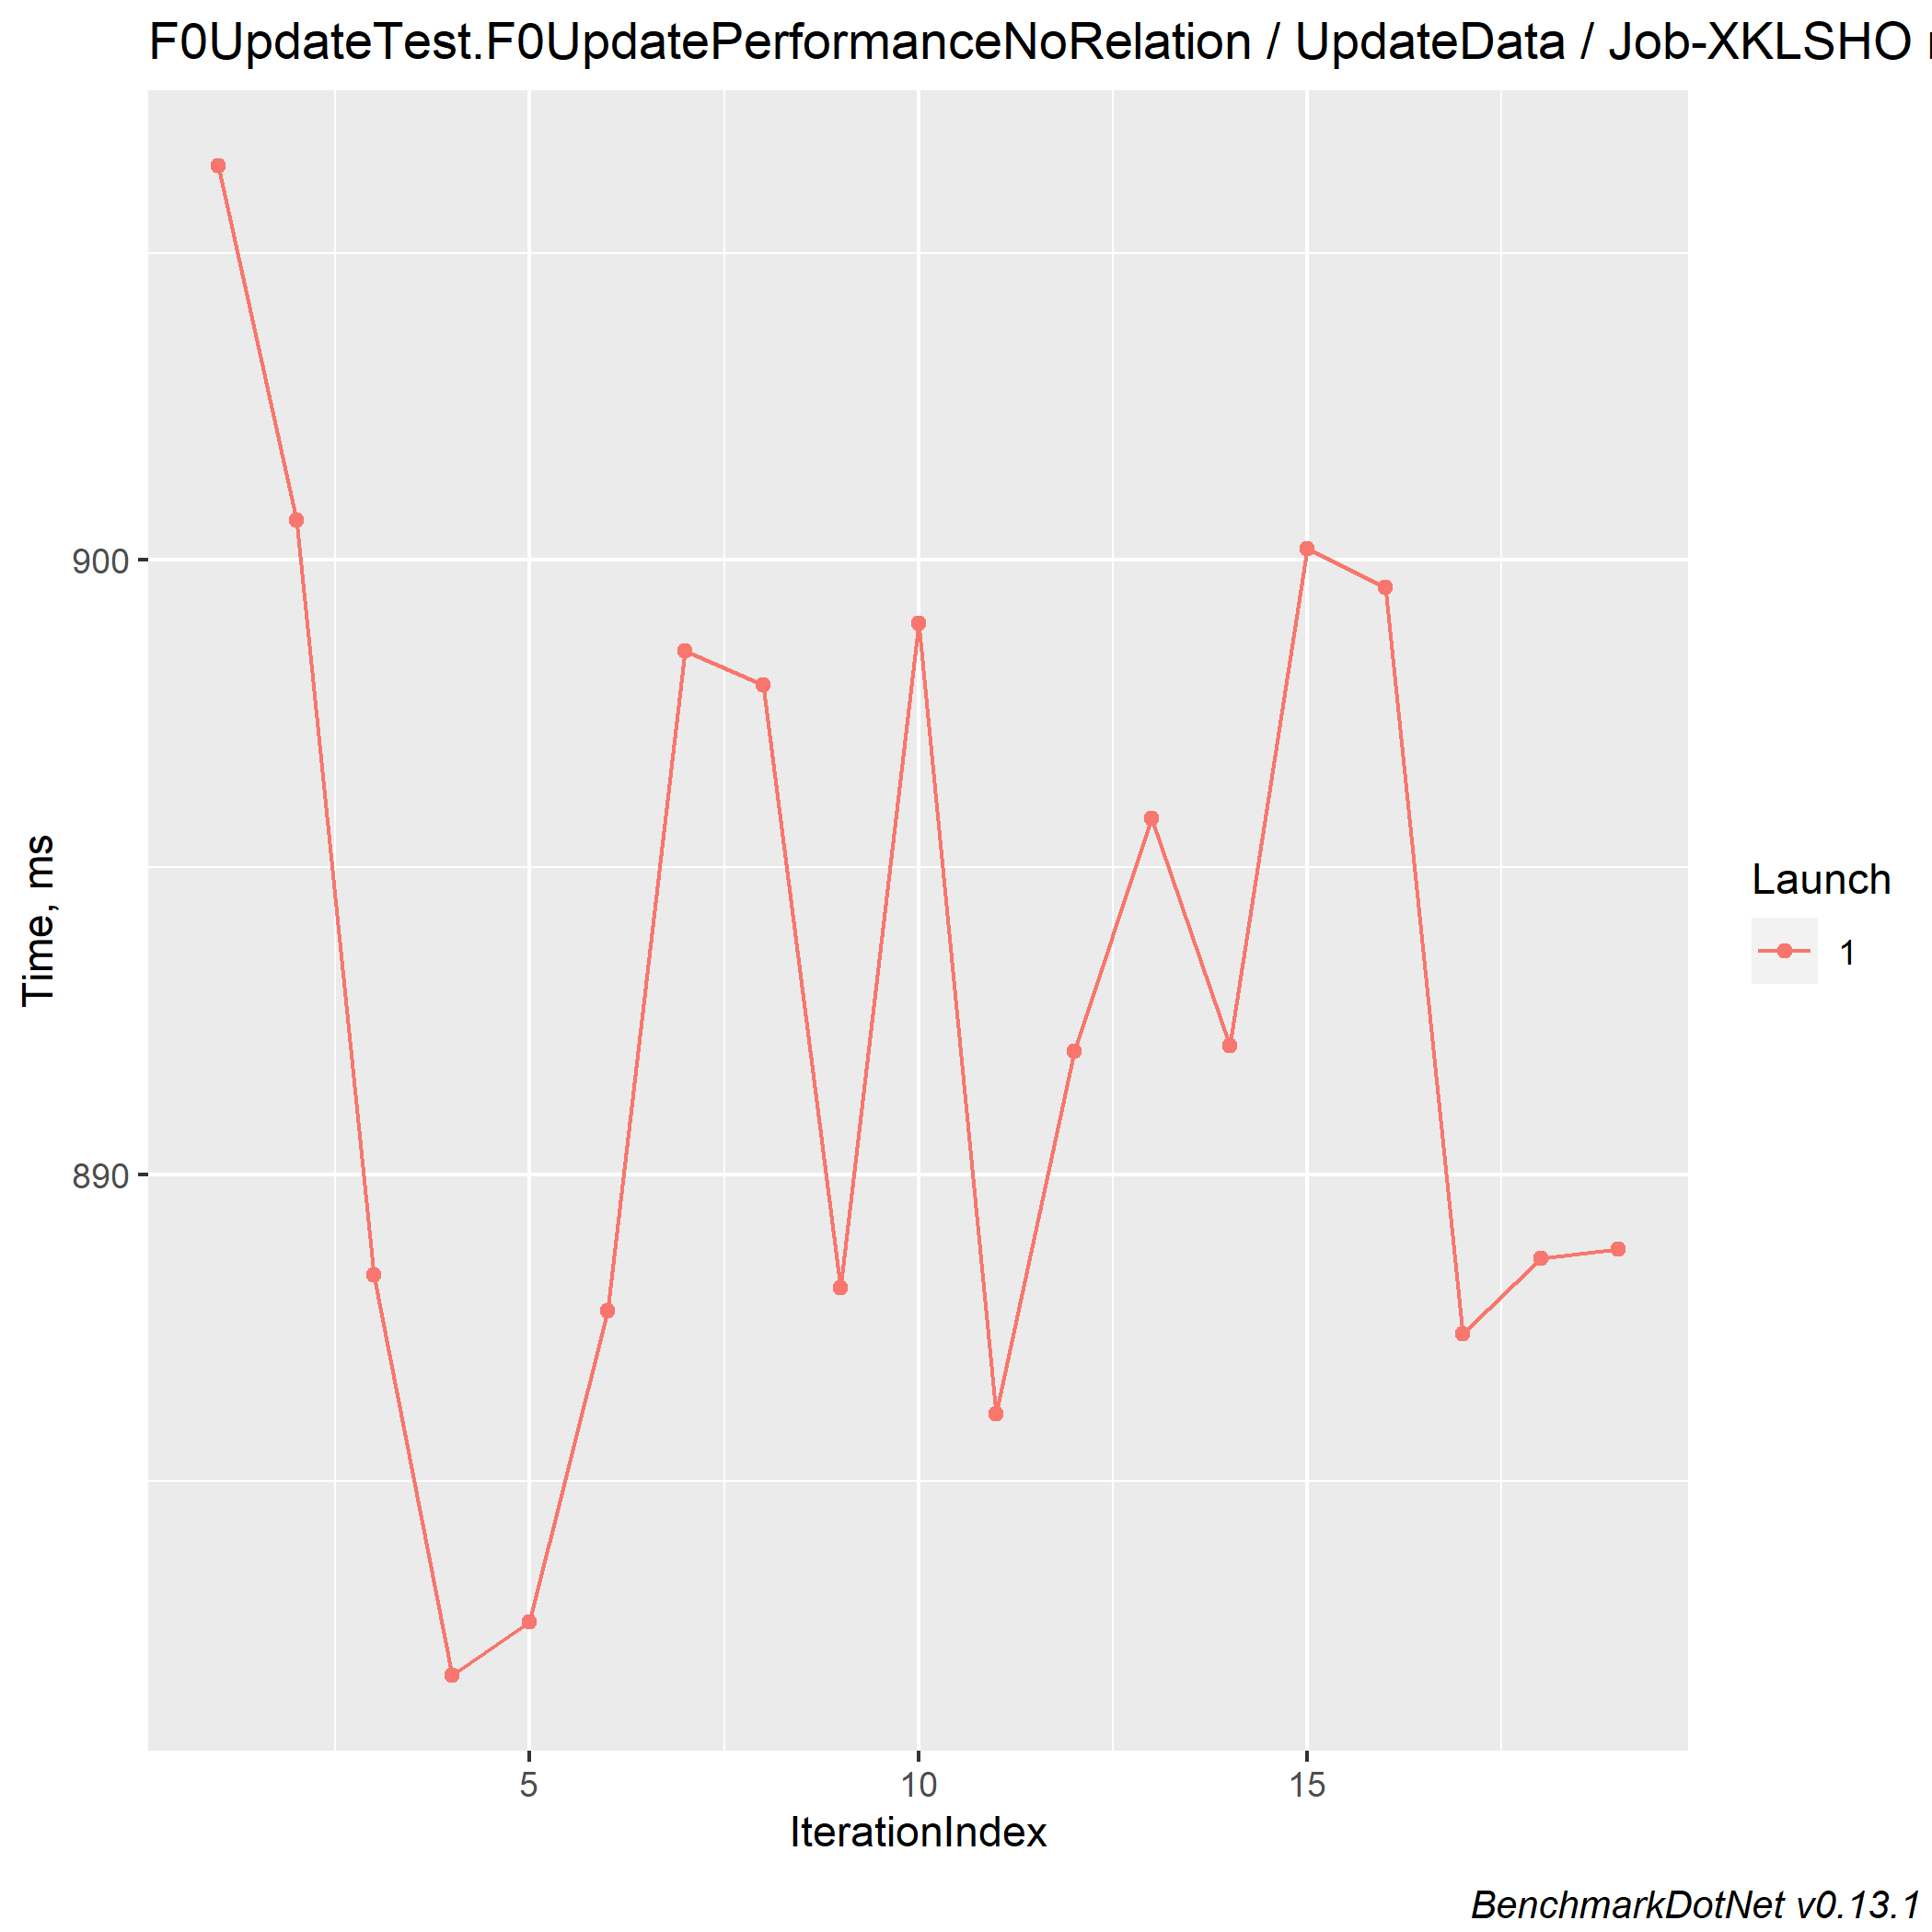 F0UpdateTest.F0UpdatePerformanceNoRelation / UpdateData / Job-XKLSHO
900
890
Time, ms
5 10 15
IterationIndex
Launch
1
BenchmarkDotNet v0.13.1